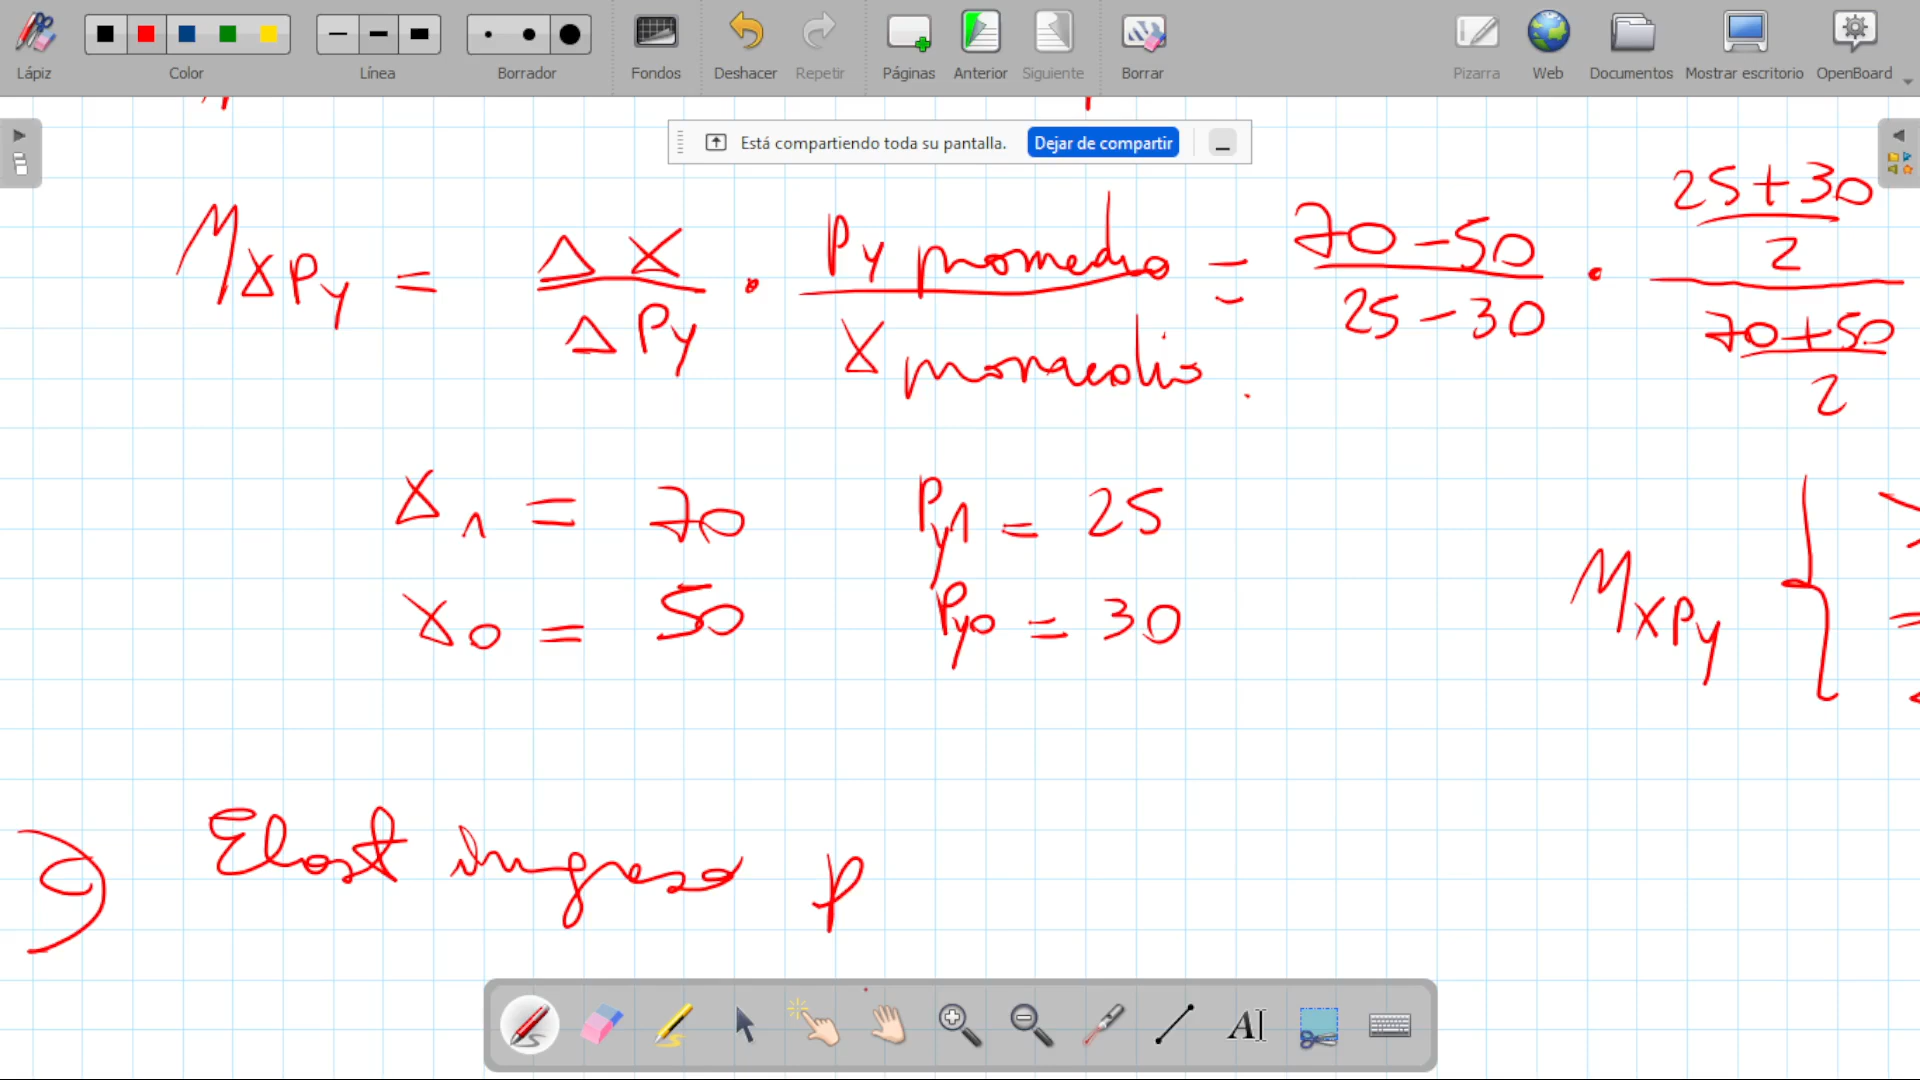 Lápiz Color Línea Borrador Fondos Deshacer Repetir Páginas Anterior Siguiente Borrar Pizarra Web Documentos Mostrar escritorio OpenBoard
Está compartiendo toda su pantalla. Dejar de compartir
MXPy = ΔX / ΔPy · Py promedio / X promedio = 70 - 50 / 25 - 30 · 25 + 30 / 2 / 70 + 50 / 2
X1 = 70 Py1 = 25
X0 = 50 Py0 = 30
MXPy {
c) Elast ingreso p
AI